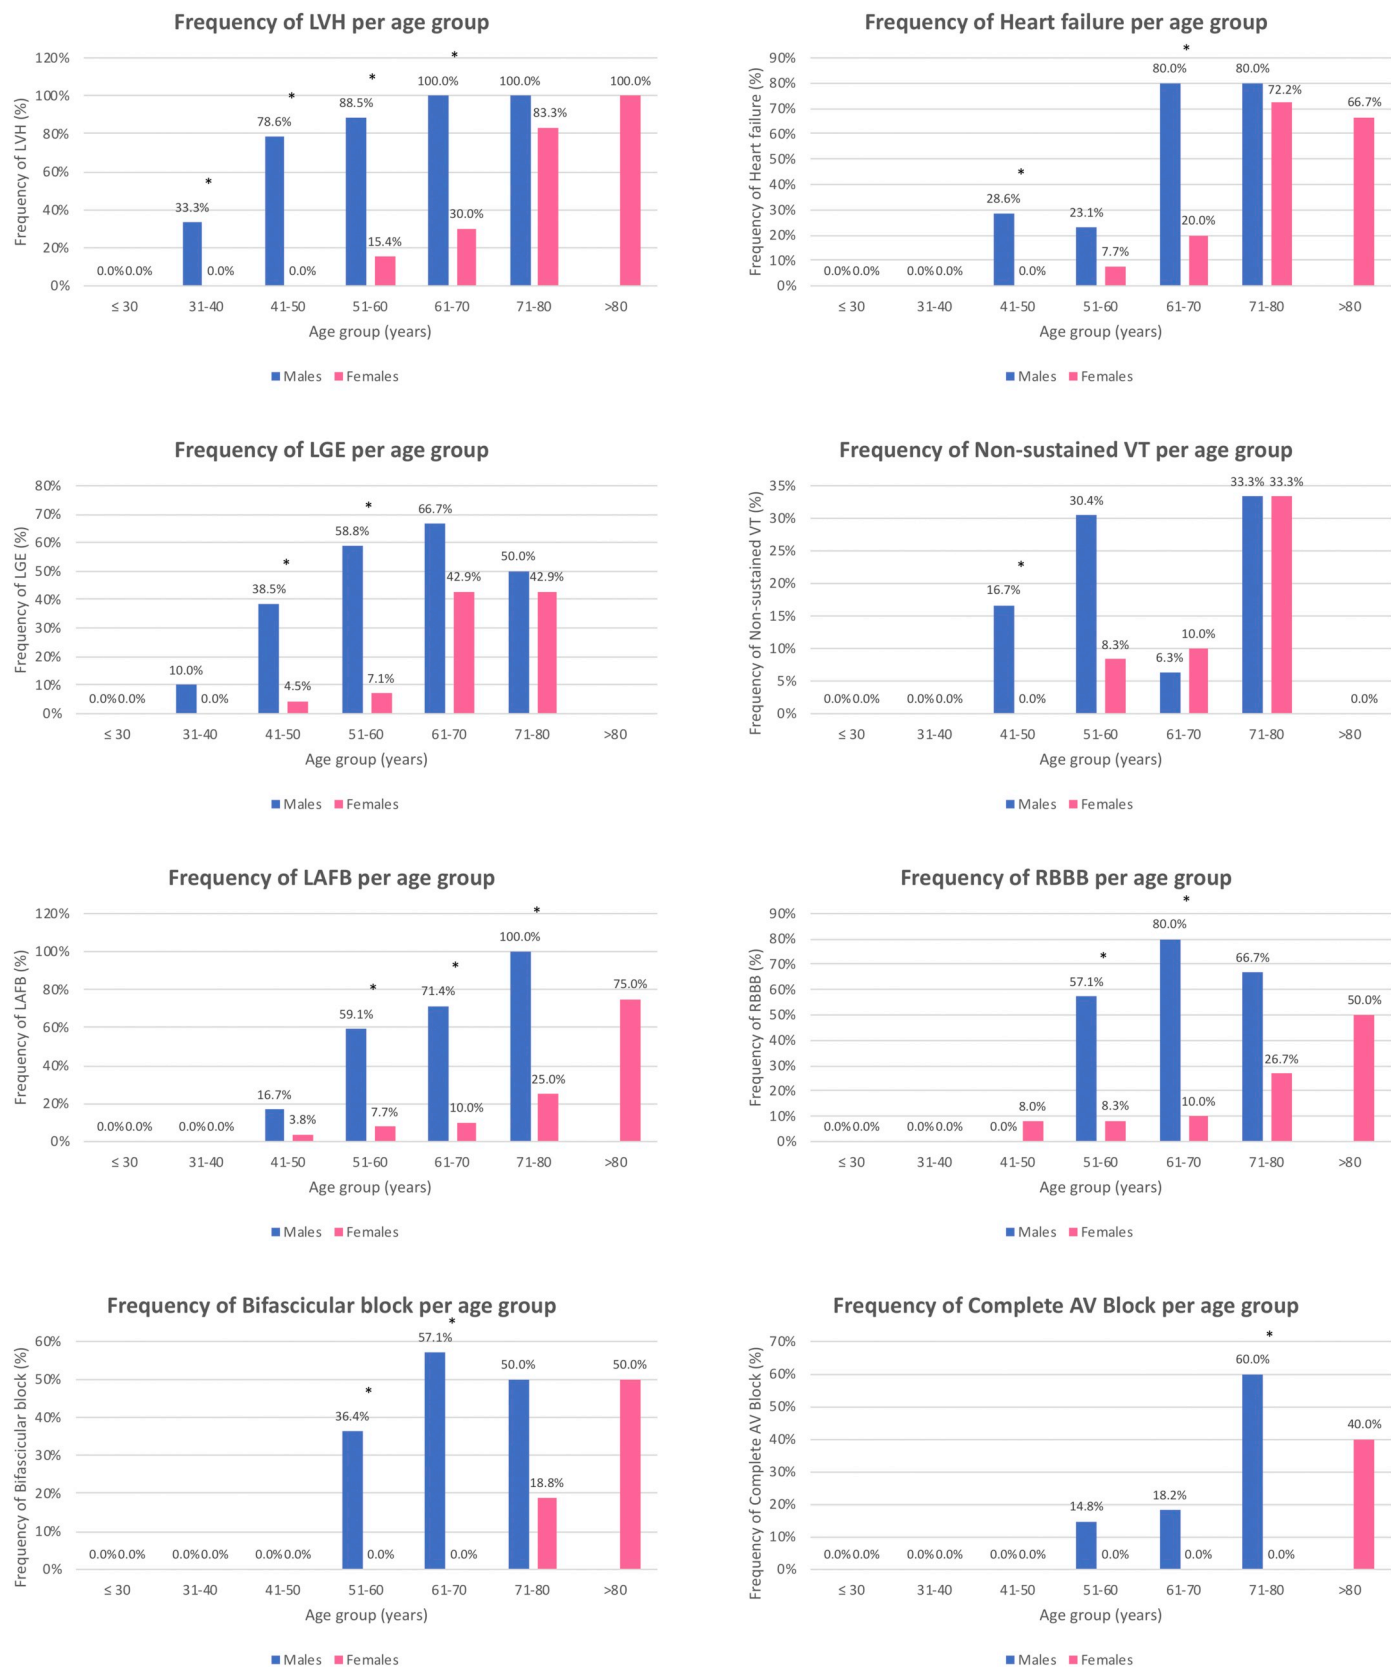 Frequency of LVH per age group
Frequency of LVH (%)
120%
100%
80%
60%
40%
20%
0%
* * * *
0.0% 0.0% 33.3% 0.0% 78.6% 0.0% 88.5% 15.4% 100.0% 30.0% 100.0% 83.3% 100.0%
≤ 30 31-40 41-50 51-60 61-70 71-80 >80
Age group (years)
Males Females
Frequency of Heart failure per age group
Frequency of Heart failure (%)
90%
80%
70%
60%
50%
40%
30%
20%
10%
0%
* *
0.0% 0.0% 0.0% 0.0% 28.6% 0.0% 23.1% 7.7% 80.0% 20.0% 80.0% 72.2% 66.7%
≤ 30 31-40 41-50 51-60 61-70 71-80 >80
Age group (years)
Males Females
Frequency of LGE per age group
Frequency of LGE (%)
80%
70%
60%
50%
40%
30%
20%
10%
0%
* *
0.0% 0.0% 10.0% 0.0% 38.5% 4.5% 58.8% 7.1% 66.7% 42.9% 50.0% 42.9%
≤ 30 31-40 41-50 51-60 61-70 71-80 >80
Age group (years)
Males Females
Frequency of Non-sustained VT per age group
Frequency of Non-sustained VT (%)
35%
30%
25%
20%
15%
10%
5%
0%
*
0.0% 0.0% 0.0% 0.0% 16.7% 0.0% 30.4% 8.3% 6.3% 10.0% 33.3% 33.3% 0.0%
≤ 30 31-40 41-50 51-60 61-70 71-80 >80
Age group (years)
Males Females
Frequency of LAFB per age group
Frequency of LAFB (%)
120%
100%
80%
60%
40%
20%
0%
* * *
0.0% 0.0% 0.0% 0.0% 16.7% 3.8% 59.1% 7.7% 71.4% 10.0% 100.0% 25.0% 75.0%
≤ 30 31-40 41-50 51-60 61-70 71-80 >80
Age group (years)
Males Females
Frequency of RBBB per age group
Frequency of RBBB (%)
90%
80%
70%
60%
50%
40%
30%
20%
10%
0%
* *
0.0% 0.0% 0.0% 0.0% 0.0% 8.0% 57.1% 8.3% 80.0% 10.0% 66.7% 26.7% 50.0%
≤ 30 31-40 41-50 51-60 61-70 71-80 >80
Age group (years)
Males Females
Frequency of Bifascicular block per age group
Frequency of Bifascicular block (%)
60%
50%
40%
30%
20%
10%
0%
* *
0.0% 0.0% 0.0% 0.0% 0.0% 0.0% 36.4% 0.0% 57.1% 0.0% 50.0% 18.8% 50.0%
≤ 30 31-40 41-50 51-60 61-70 71-80 >80
Age group (years)
Males Females
Frequency of Complete AV Block per age group
Frequency of Complete AV Block (%)
70%
60%
50%
40%
30%
20%
10%
0%
*
0.0% 0.0% 0.0% 0.0% 0.0% 0.0% 14.8% 0.0% 18.2% 0.0% 60.0% 0.0% 40.0%
≤ 30 31-40 41-50 51-60 61-70 71-80 >80
Age group (years)
Males Females